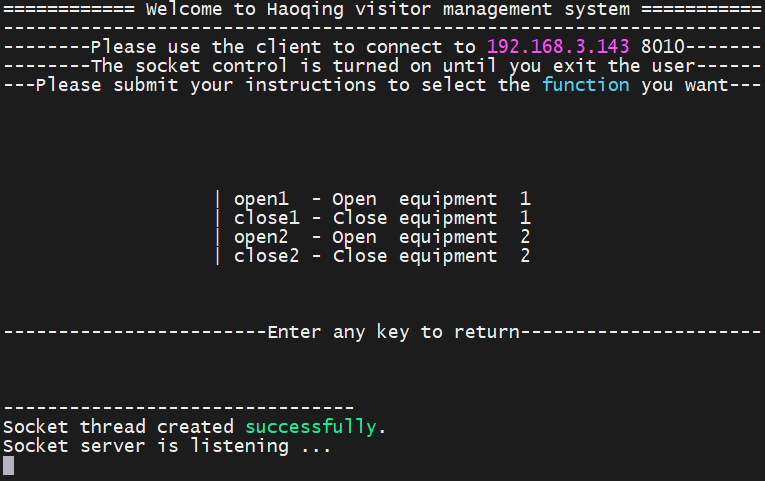 ============ Welcome to Haoqing visitor management system ===========
---------------------------------------------------------------------
--------Please use the client to connect to 192.168.3.143 8010-------
--------The socket control is turned on until you exit the user------
---Please submit your instructions to select the function you want---
| open1  - Open  equipment  1
| close1 - Close equipment  1
| open2  - Open  equipment  2
| close2 - Close equipment  2
------------------------Enter any key to return----------------------
--------------------------------
Socket thread created successfully.
Socket server is listening ...